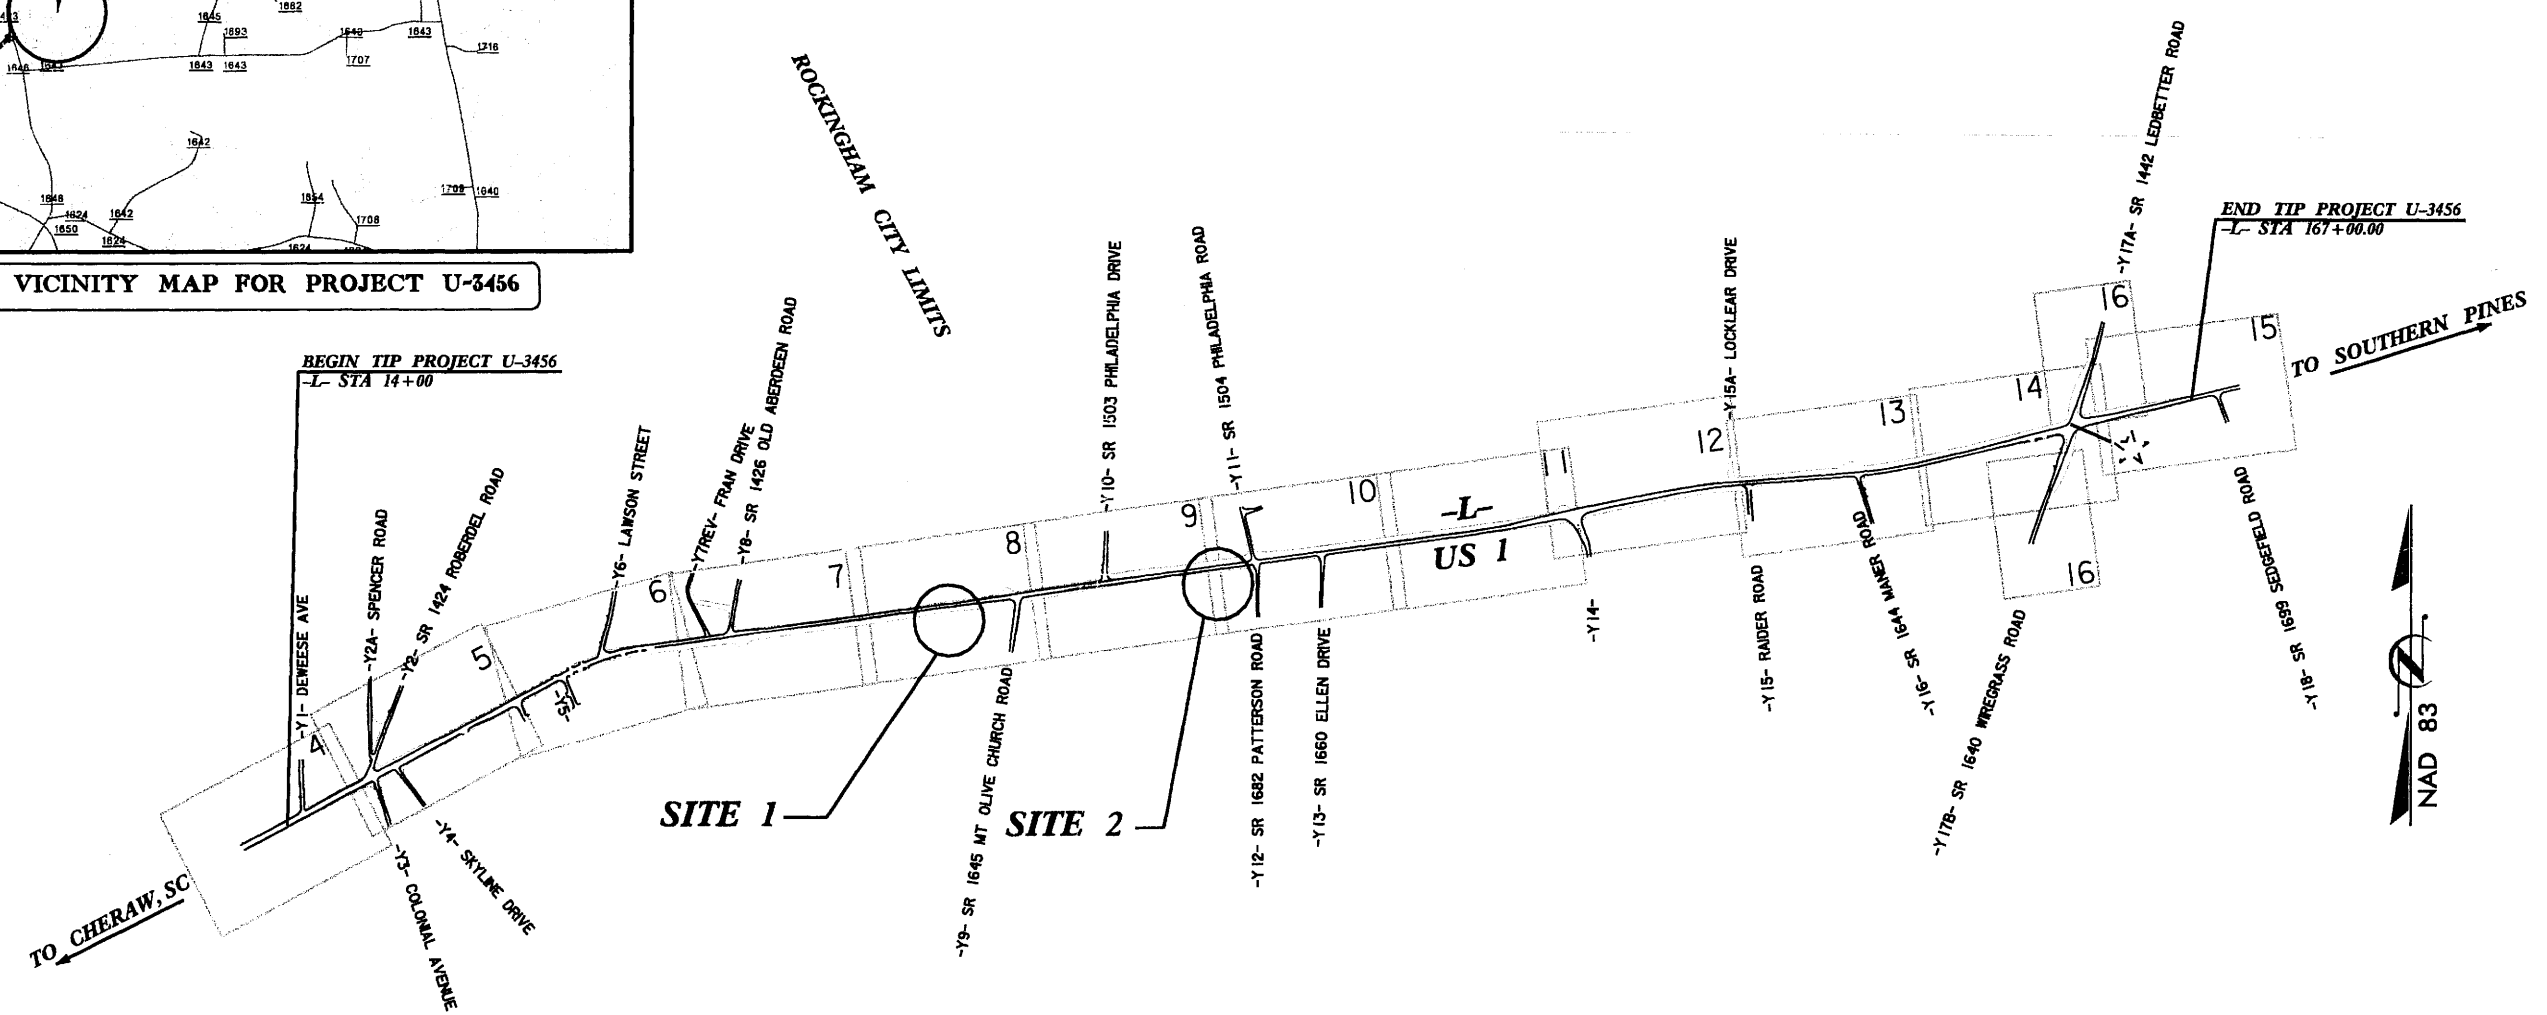 1645
1682
1893
1643
1716
1643
1643
1707
1642
1648
1624
1650
1642
1624
1654
1708
1624
1709
1640
VICINITY MAP FOR PROJECT U-3456
ROCKINGHAM CITY LIMITS
BEGIN TIP PROJECT U-3456
-L- STA 14+00
END TIP PROJECT U-3456
-L- STA 167+00.00
TO SOUTHERN PINES
TO CHERAW, SC
-Y1- DEWEESE AVE
-Y2A- SPENCER ROAD
-Y2- SR 1424 ROBERDEL ROAD
-Y3- COLONIAL AVENUE
-Y4- SKYLINE DRIVE
-Y5-
-Y6- LAWSON STREET
-Y7REV- FRAN DRIVE
-Y8- SR 1426 OLD ABERDEEN ROAD
-Y9- SR 1645 MT OLIVE CHURCH ROAD
-Y10- SR 1503 PHILADELPHIA DRIVE
-Y11- SR 1504 PHILADELPHIA ROAD
-Y12- SR 1682 PATTERSON ROAD
-Y13- SR 1660 ELLEN DRIVE
-Y14-
-Y15A- LOCKLEAR DRIVE
-Y15- RAIDER ROAD
-Y16- SR 1644 MANER ROAD
-Y17A- SR 1442 LEDBETTER ROAD
-Y17B- SR 1640 WIREGRASS ROAD
-Y18- SR 1699 SEDGEFIELD ROAD
4
5
6
7
8
9
10
11
12
13
14
15
16
16
-L-
US 1
SITE 1
SITE 2
NAD 83